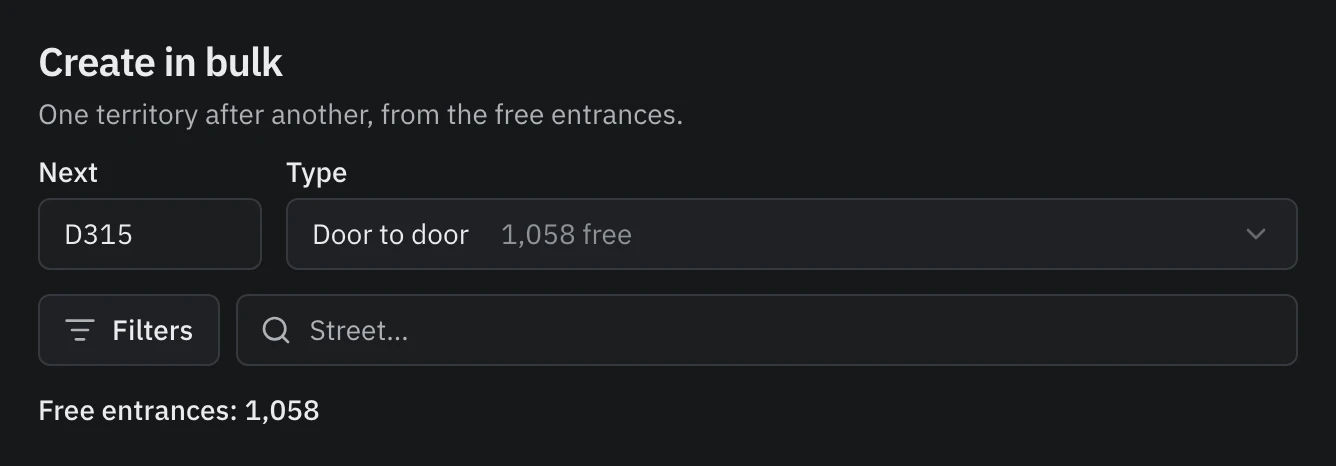 Create in bulk
One territory after another, from the free entrances.
Next Type
D315 Door to door 1,058 free
Filters Street...
Free entrances: 1,058